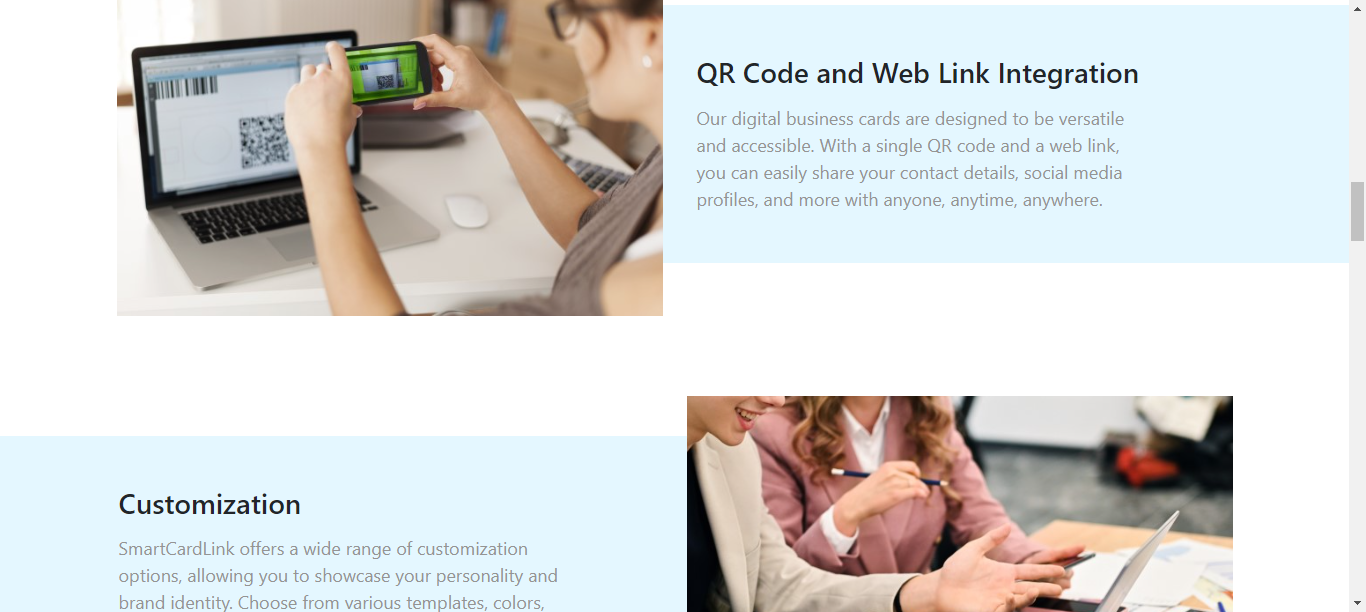 QR Code and Web Link Integration
Our digital business cards are designed to be versatile
and accessible. With a single QR code and a web link,
you can easily share your contact details, social media
profiles, and more with anyone, anytime, anywhere.
Customization
SmartCardLink offers a wide range of customization
options, allowing you to showcase your personality and
brand identity. Choose from various templates, colors,